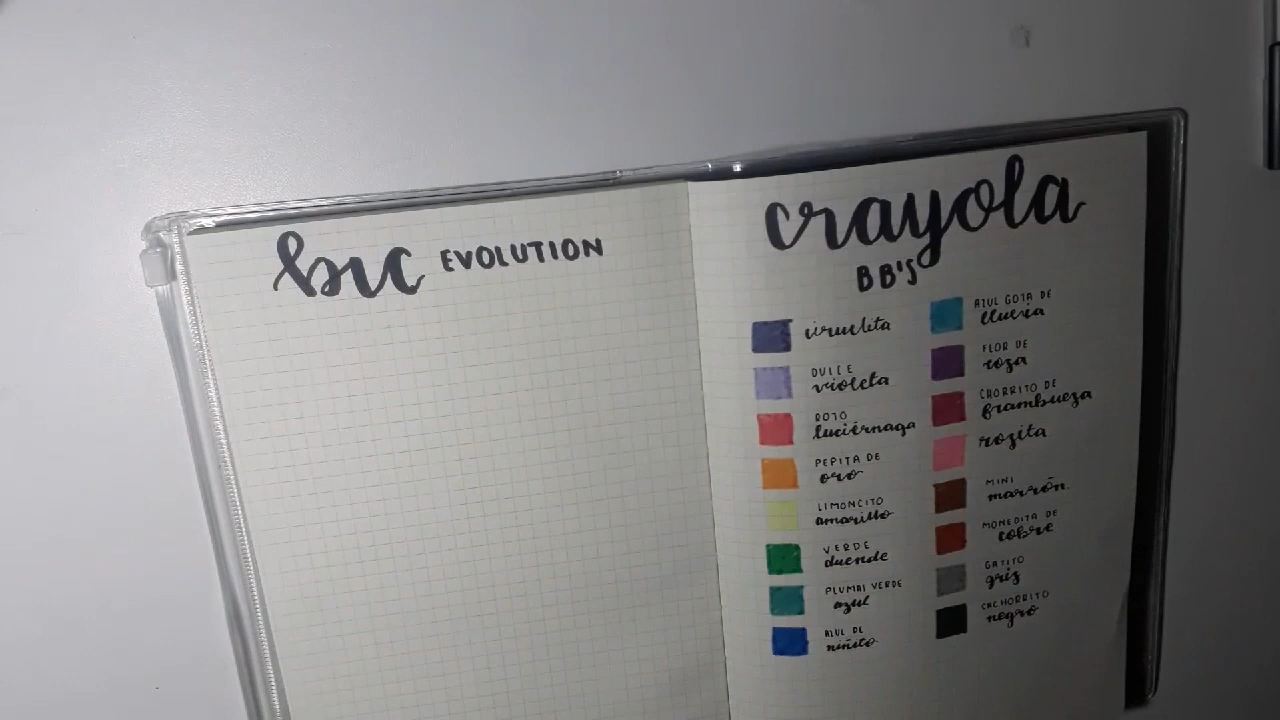 bic EVOLUTION
crayola
BB'S
ciruelita
DULCE
violeta
ROJO
luciérnaga
PEPITA DE
oro
LIMONCITO
amarillo
VERDE
duende
PLUMAJ VERDE
azul
AZUL DE
niñito
AZUL GOTA DE
lluvia
FLOR DE
roza
CHORRITO DE
frambueza
rozita
MINI
marrón.
MONEDITA DE
cobre
GATITO
griz
CACHORRITO
negro